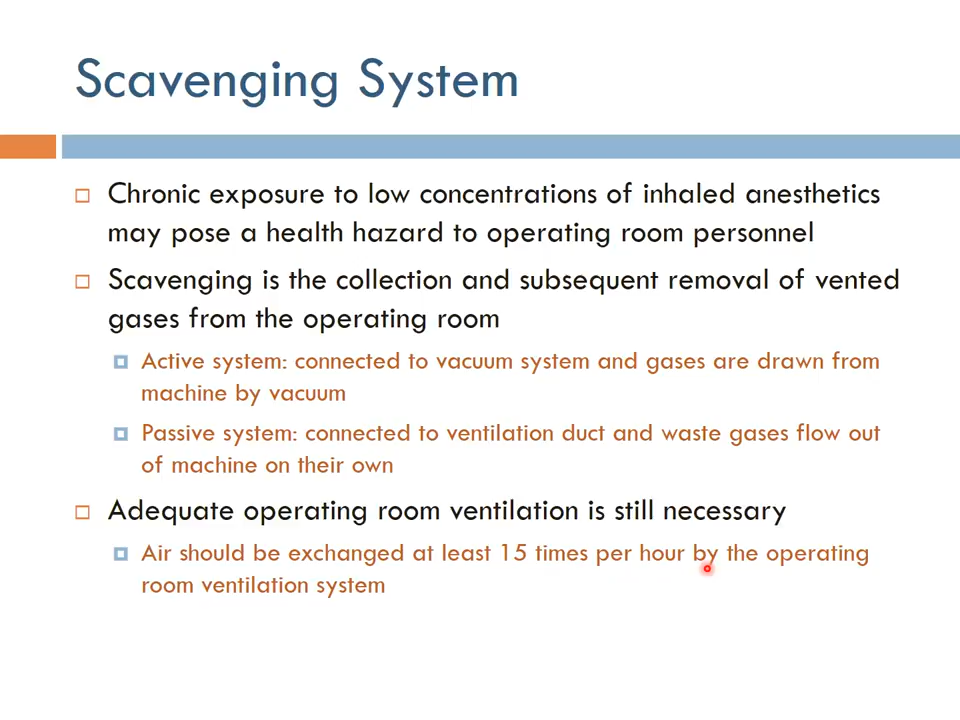 Scavenging System
Chronic exposure to low concentrations of inhaled anesthetics
may pose a health hazard to operating room personnel
Scavenging is the collection and subsequent removal of vented
gases from the operating room
Active system: connected to vacuum system and gases are drawn from
machine by vacuum
Passive system: connected to ventilation duct and waste gases flow out
of machine on their own
Adequate operating room ventilation is still necessary
Air should be exchanged at least 15 times per hour by the operating
room ventilation system